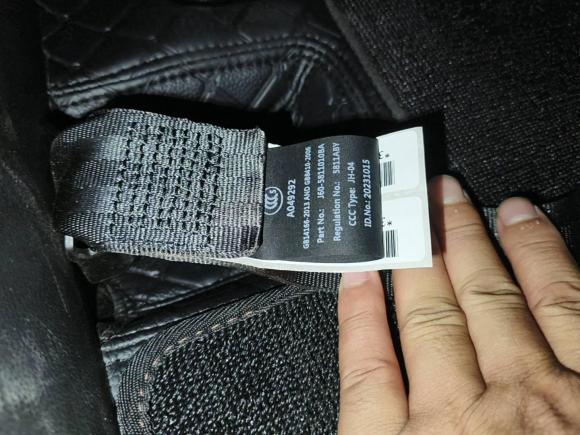 CCC
A049292
GB14166-2013 AND GB8410-2006
Part No.: J60-5811010BA
Regulation No.: 5811ABY
CCC Type: JH-04
ID.No: 20231015